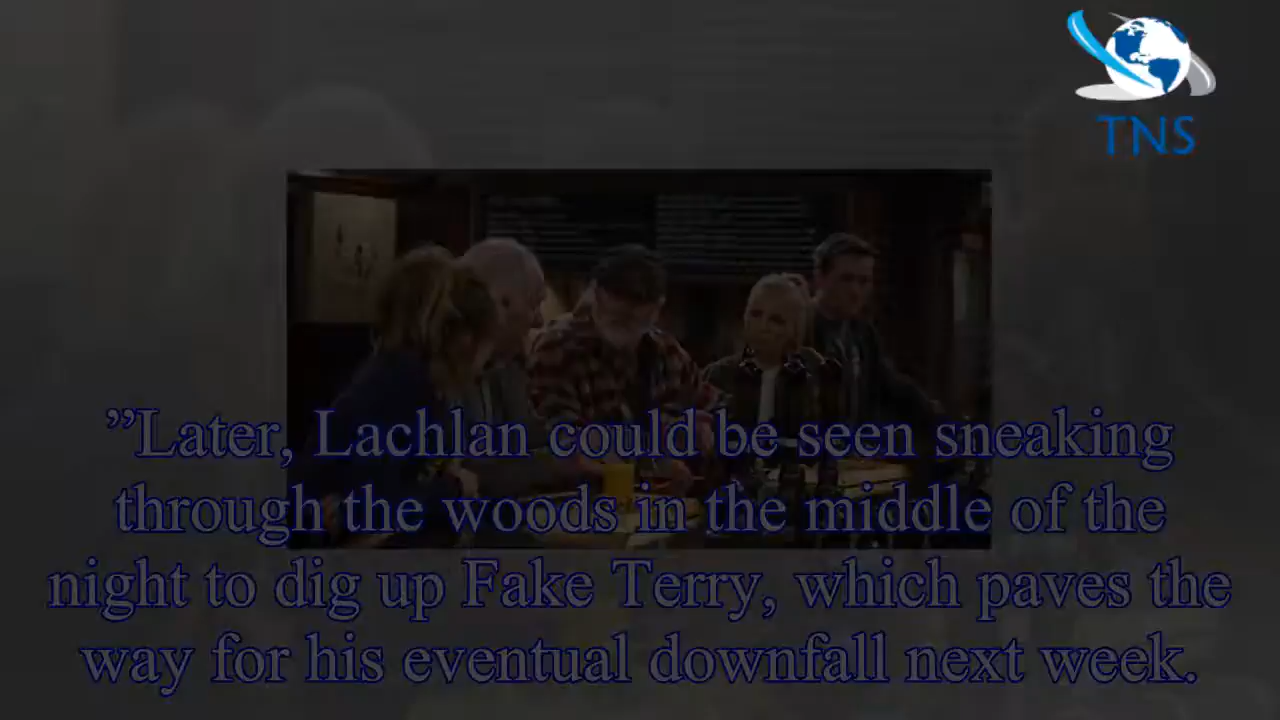 TNS
”Later, Lachlan could be seen sneaking
through the woods in the middle of the
night to dig up Fake Terry, which paves the
way for his eventual downfall next week.